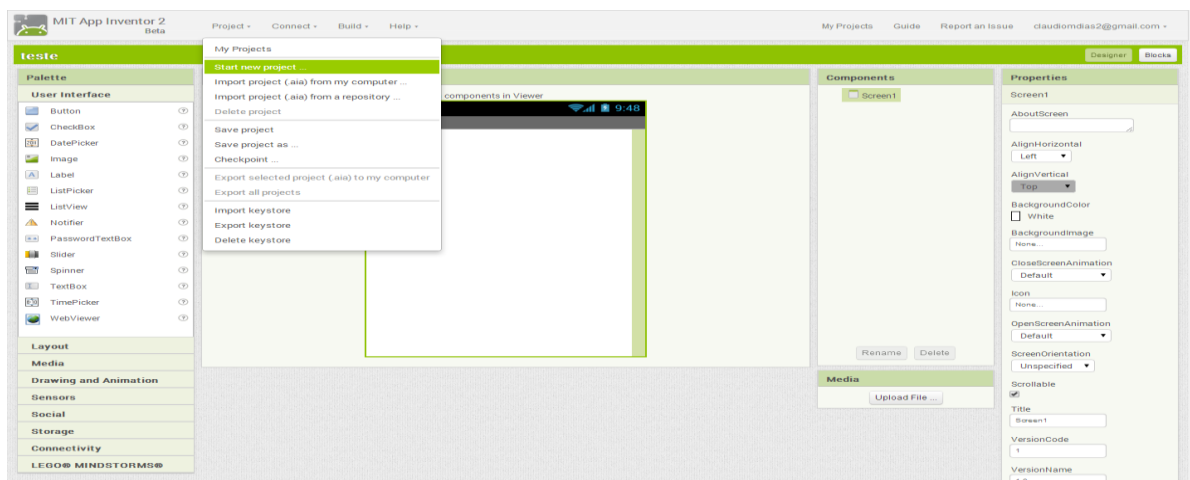 MIT App Inventor 2
Beta
Project
Connect
Build
Help
My Projects
Guide
Report an Issue
claudiomdias2@gmail.com
teste
Designer
Blocks
My Projects
Start new project ...
Import project (.aia) from my computer ...
Import project (.aia) from a repository ...
Delete project
Save project
Save project as ...
Checkpoint ...
Export selected project (.aia) to my computer
Export all projects
Import keystore
Export keystore
Delete keystore
Palette
User Interface
Button
CheckBox
DatePicker
Image
Label
ListPicker
ListView
Notifier
PasswordTextBox
Slider
Spinner
TextBox
TimePicker
WebViewer
Layout
Media
Drawing and Animation
Sensors
Social
Storage
Connectivity
LEGO® MINDSTORMS®
components in Viewer
9:48
Components
Screen1
Rename
Delete
Media
Upload File ...
Properties
Screen1
AboutScreen
AlignHorizontal
Left
AlignVertical
Top
BackgroundColor
White
BackgroundImage
None...
CloseScreenAnimation
Default
Icon
None...
OpenScreenAnimation
Default
ScreenOrientation
Unspecified
Scrollable
Title
Screen1
VersionCode
1
VersionName